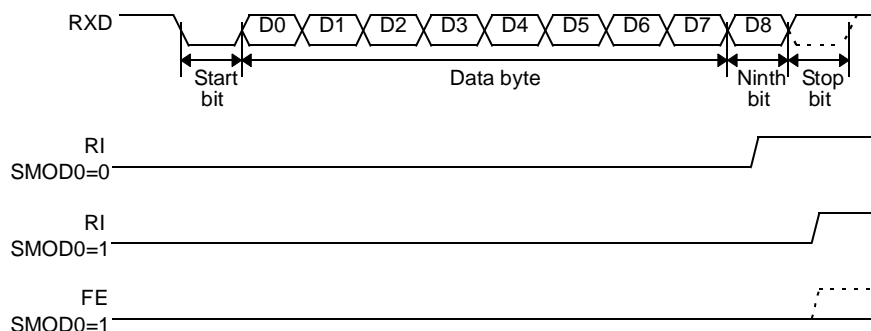 RXD
D0 D1 D2 D3 D4 D5 D6 D7 D8
Start
bit
Data byte
Ninth
bit
Stop
bit
RI
SMOD0=0
RI
SMOD0=1
FE
SMOD0=1